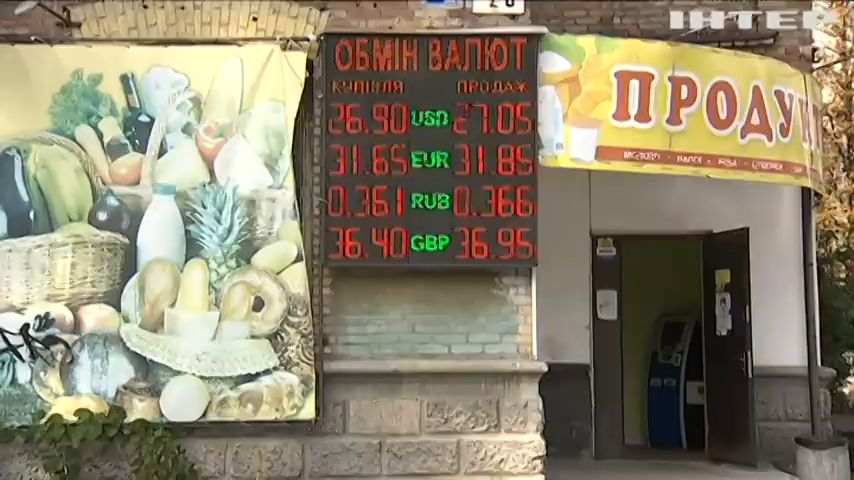 ІНТЕР
ОБМІН ВАЛЮТ
КУПІВЛЯ ПРОДАЖ
26.90 USD 27.05
31.65 EUR 31.85
0.361 RUB 0.366
36.40 GBP 36.95
ПРОДУК